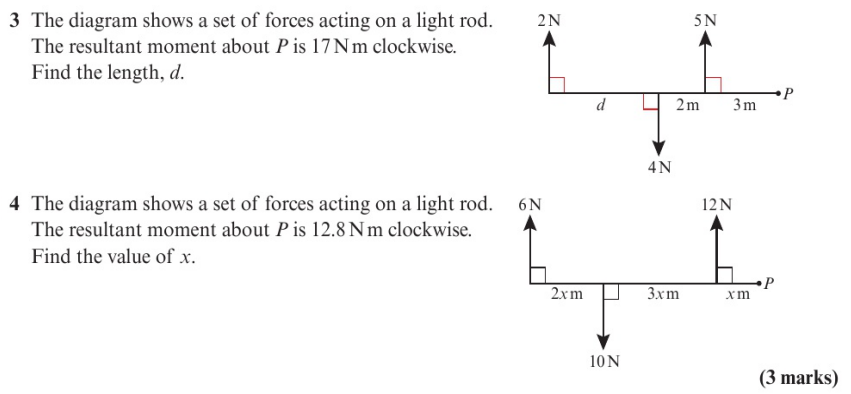 3 The diagram shows a set of forces acting on a light rod.
The resultant moment about P is 17 N m clockwise.
Find the length, d.
2 N
5 N
P
d
2 m
3 m
4 N
4 The diagram shows a set of forces acting on a light rod.
The resultant moment about P is 12.8 N m clockwise.
Find the value of x.
6 N
12 N
P
2x m
3x m
x m
10 N
(3 marks)